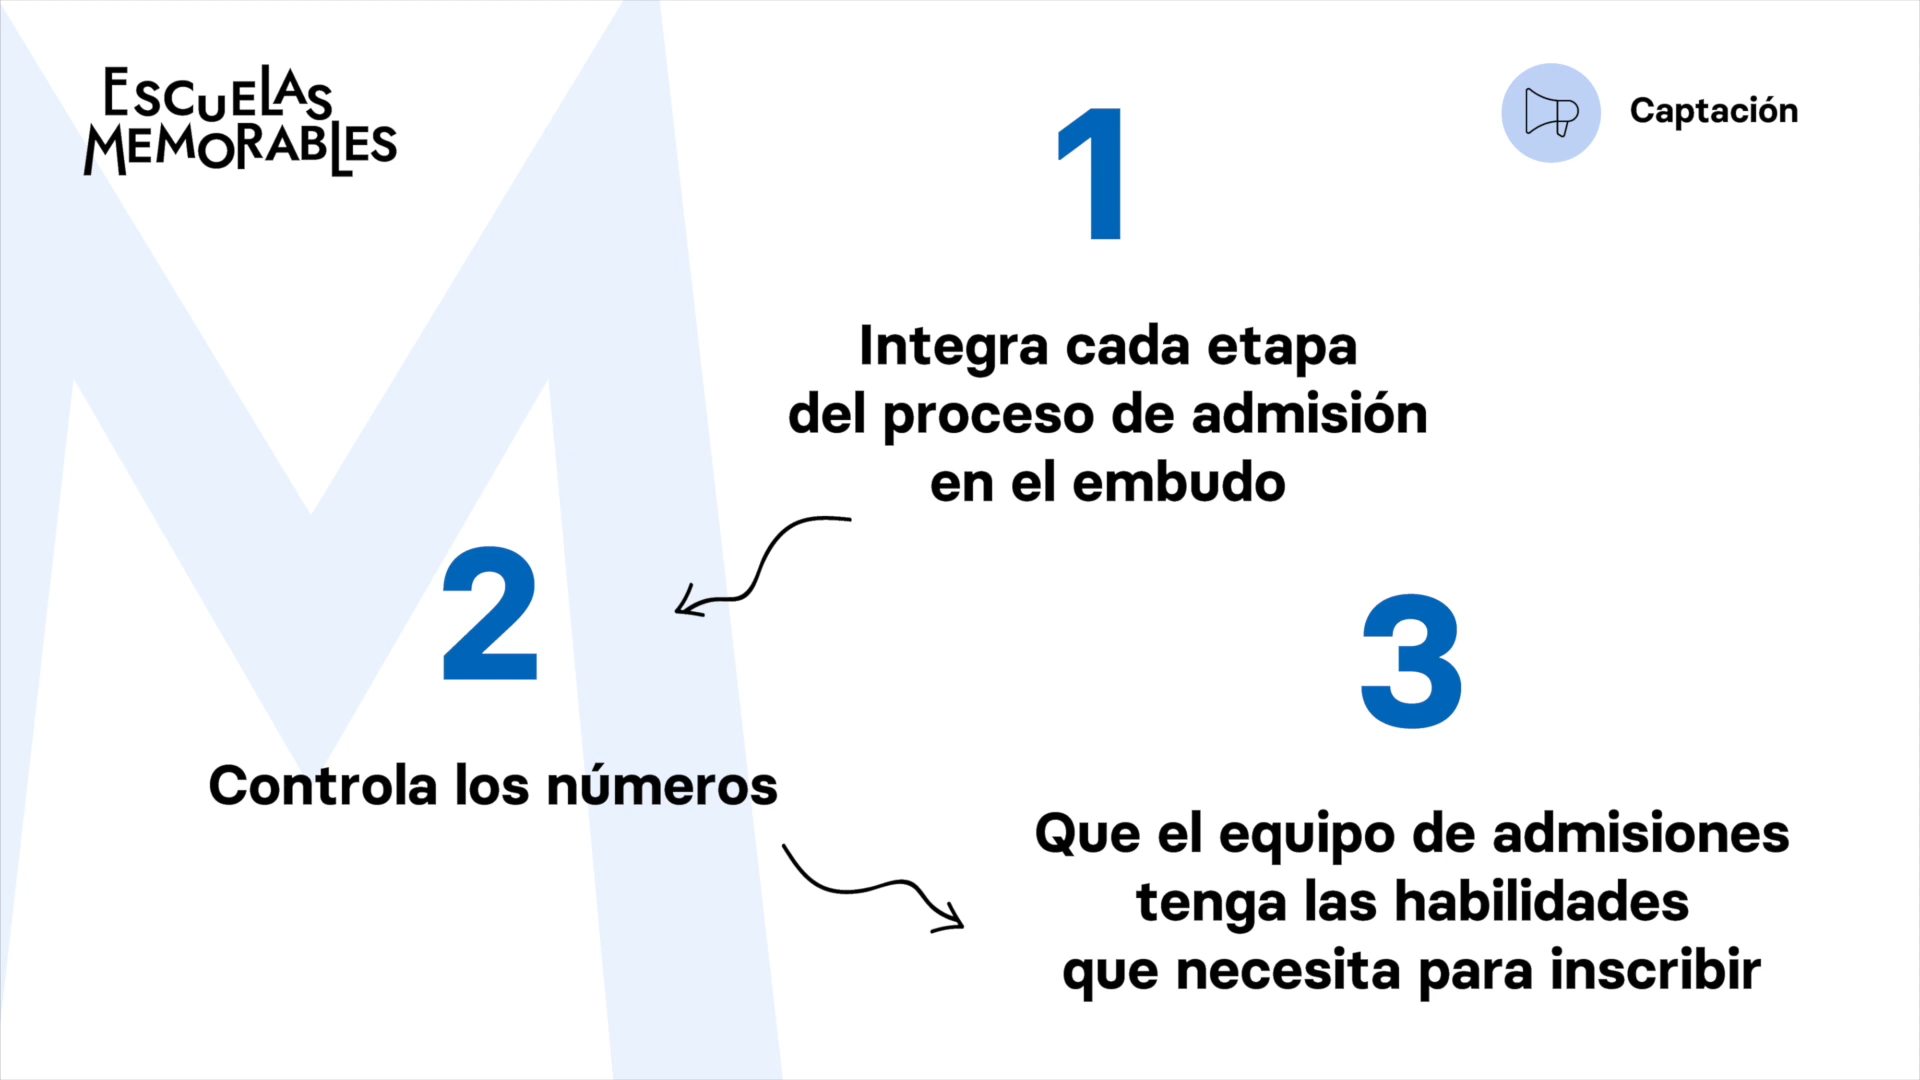 ESCUELAS
MEMORABLES
Captación
1
Integra cada etapa
del proceso de admisión
en el embudo
2
Controla los números
3
Que el equipo de admisiones
tenga las habilidades
que necesita para inscribir